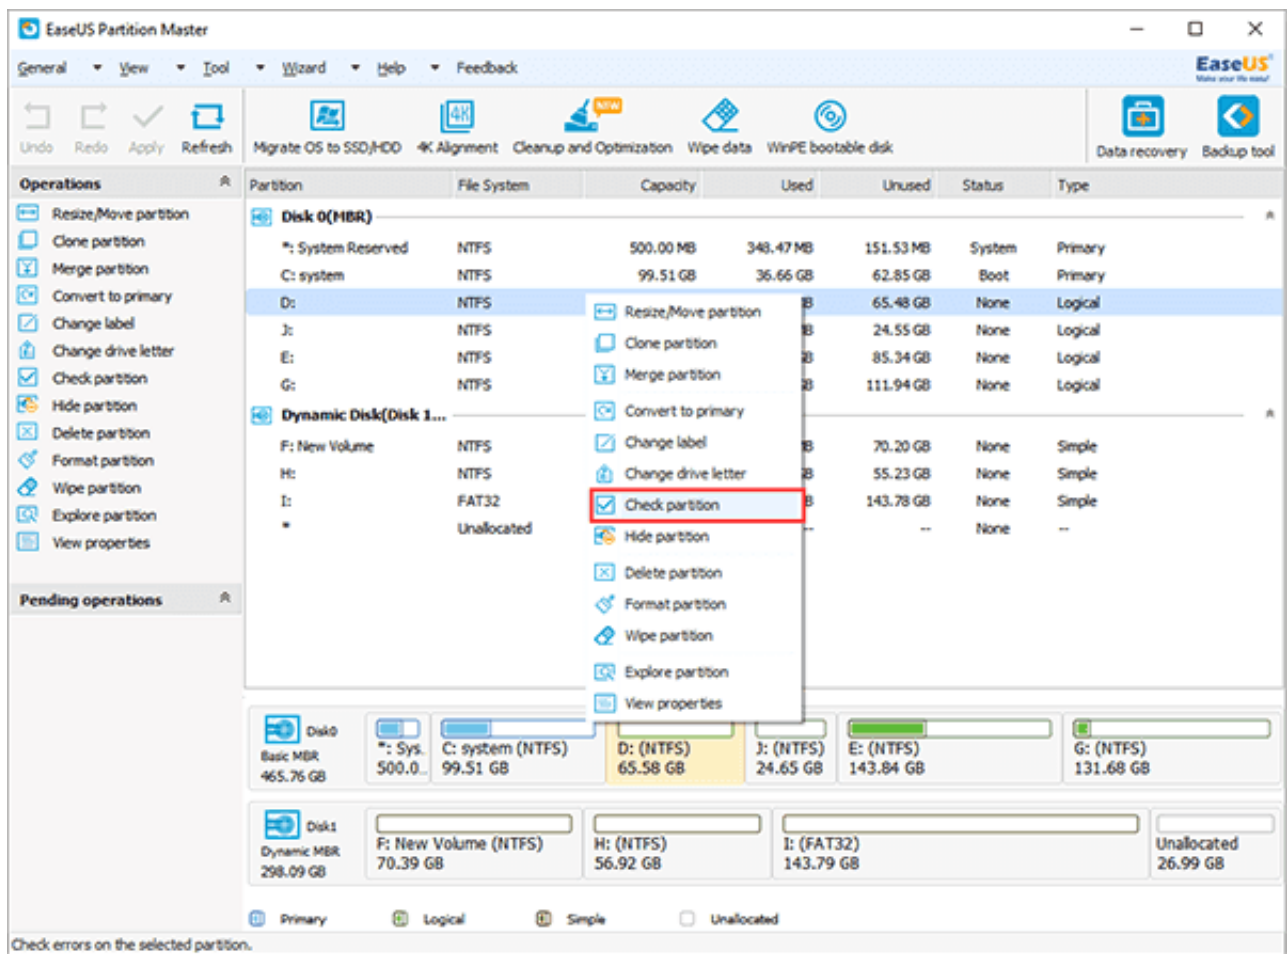 EaseUS Partition Master
General View Tool Wizard Help Feedback
EaseUS
Make your life easy!
Undo Redo Apply Refresh Migrate OS to SSD/HDD 4K 4K Alignment NEW Cleanup and Optimization Wipe data WinPE bootable disk Data recovery Backup tool
Operations
Resize/Move partition
Clone partition
Merge partition
Convert to primary
Change label
Change drive letter
Check partition
Hide partition
Delete partition
Format partition
Wipe partition
Explore partition
View properties
Pending operations
Partition File System Capacity Used Unused Status Type
Disk 0(MBR)
*: System Reserved NTFS 500.00 MB 348.47 MB 151.53 MB System Primary
C: system NTFS 99.51 GB 36.66 GB 62.85 GB Boot Primary
D: NTFS 65.48 GB None Logical
J: NTFS 24.55 GB None Logical
E: NTFS 85.34 GB None Logical
G: NTFS 111.94 GB None Logical
Dynamic Disk(Disk 1...
F: New Volume NTFS 70.20 GB None Simple
H: NTFS 55.23 GB None Simple
I: FAT32 143.78 GB None Simple
* Unallocated -- -- None --
Resize/Move partition
Clone partition
Merge partition
Convert to primary
Change label
Change drive letter
Check partition
Hide partition
Delete partition
Format partition
Wipe partition
Explore partition
View properties
Disk0
Basic MBR
465.76 GB
*: Sys.
500.0...
C: system (NTFS)
99.51 GB
D: (NTFS)
65.58 GB
J: (NTFS)
24.65 GB
E: (NTFS)
143.84 GB
G: (NTFS)
131.68 GB
Disk1
Dynamic MBR
298.09 GB
F: New Volume (NTFS)
70.39 GB
H: (NTFS)
56.92 GB
I: (FAT32)
143.79 GB
Unallocated
26.99 GB
Primary Logical Simple Unallocated
Check errors on the selected partition.